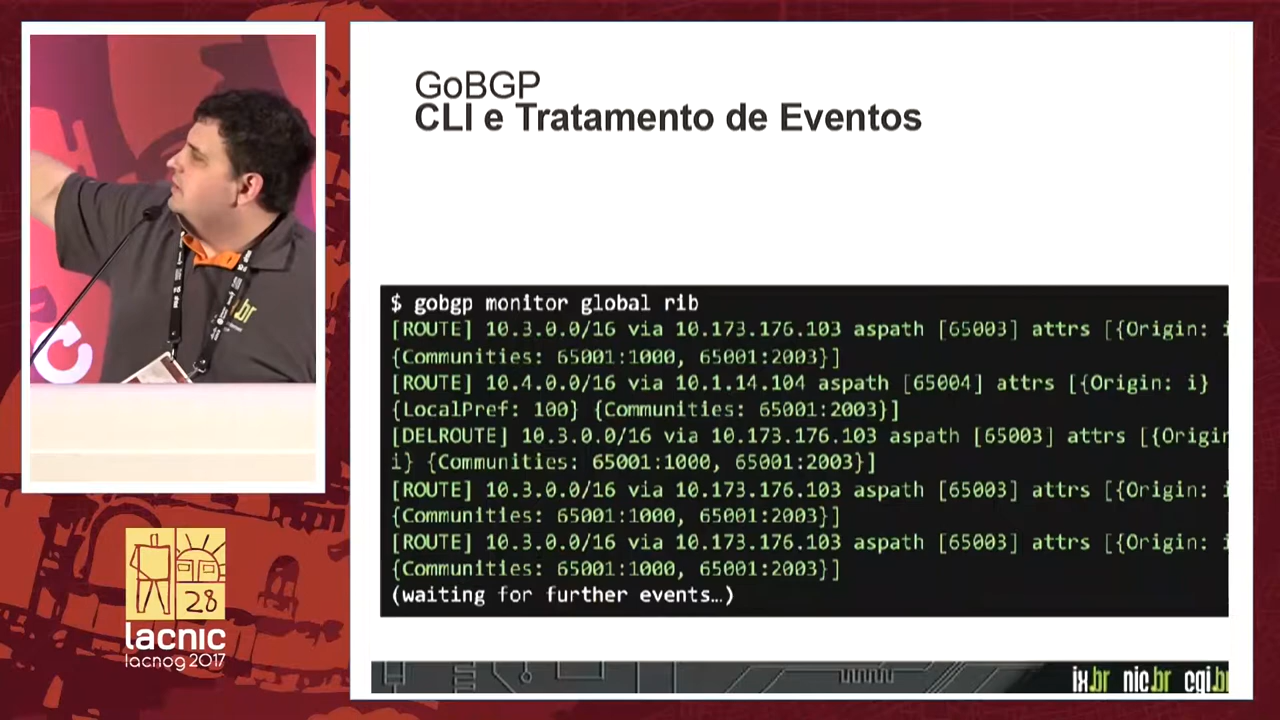 GoBGP
CLI e Tratamento de Eventos
$ gobgp monitor global rib
[ROUTE] 10.3.0.0/16 via 10.173.176.103 aspath [65003] attrs [{Origin: i
{Communities: 65001:1000, 65001:2003}]
[ROUTE] 10.4.0.0/16 via 10.1.14.104 aspath [65004] attrs [{Origin: i}
{LocalPref: 100} {Communities: 65001:2003}]
[DELROUTE] 10.3.0.0/16 via 10.173.176.103 aspath [65003] attrs [{Origin
i} {Communities: 65001:1000, 65001:2003}]
[ROUTE] 10.3.0.0/16 via 10.173.176.103 aspath [65003] attrs [{Origin: i
{Communities: 65001:1000, 65001:2003}]
[ROUTE] 10.3.0.0/16 via 10.173.176.103 aspath [65003] attrs [{Origin: i
{Communities: 65001:1000, 65001:2003}]
(waiting for further events…)
28
lacnic
lacnog 2017
ix.br nic.br cgi.br